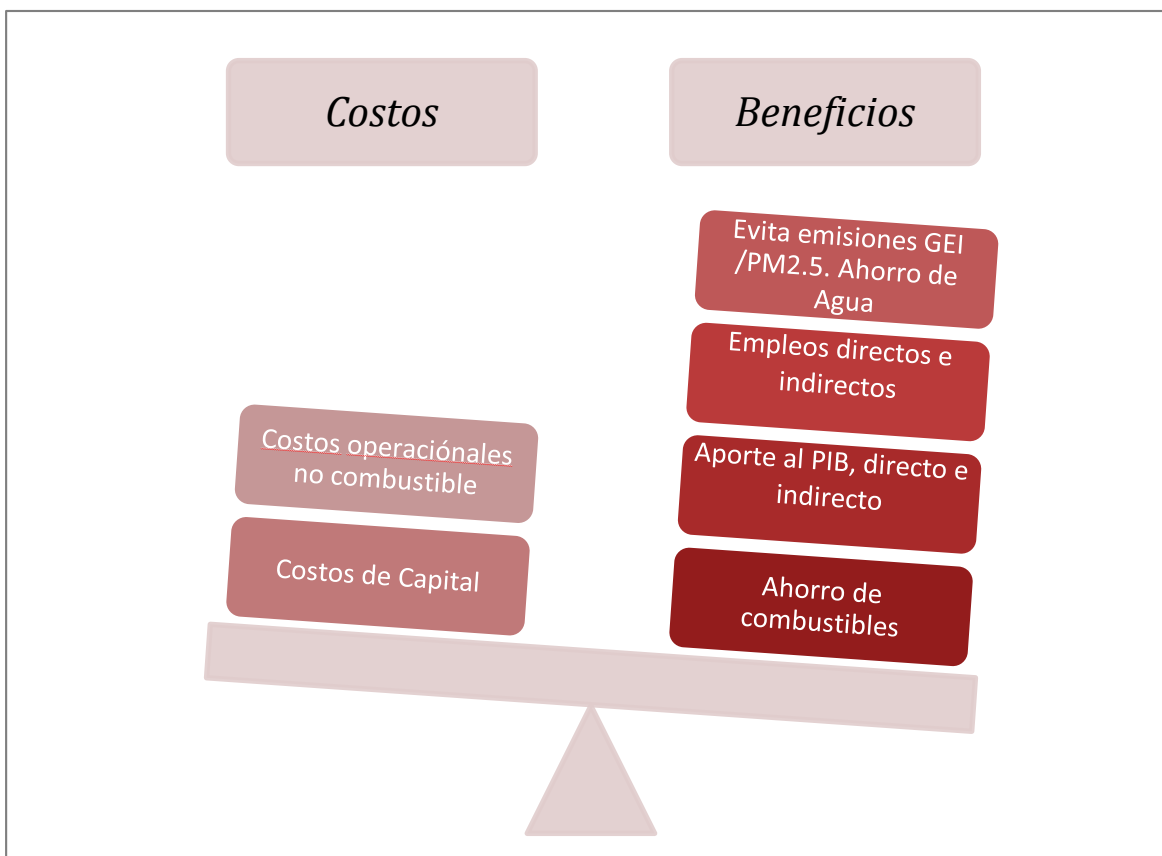 Costos
Beneficios
Evita emisiones GEI
/PM2.5. Ahorro de
Agua
Empleos directos e
indirectos
Costos operaciónales
no combustible
Aporte al PIB, directo e
indirecto
Costos de Capital
Ahorro de
combustibles